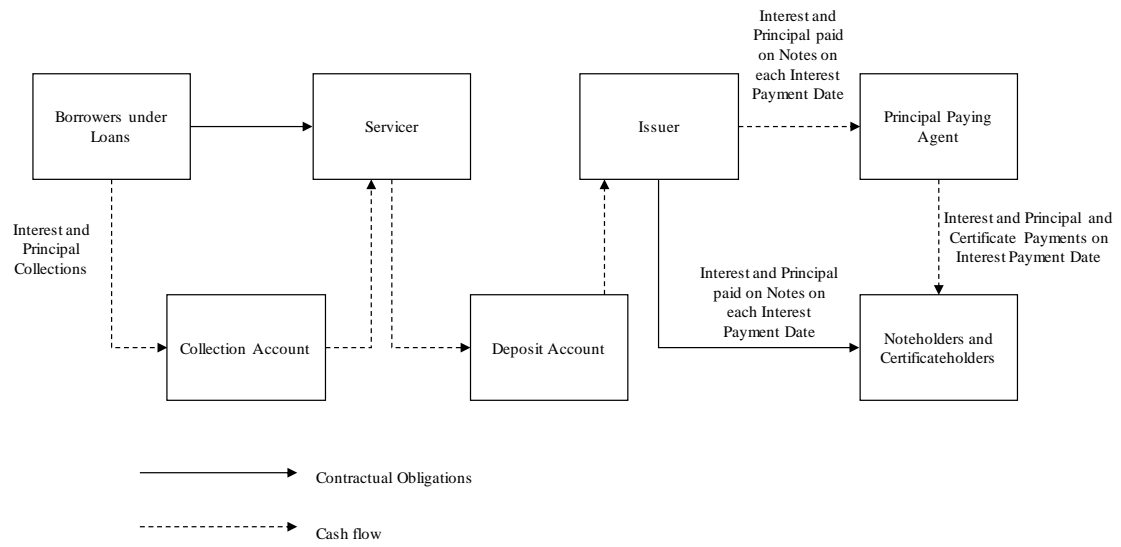 Interest and
Principal paid
on Notes on
each Interest
Payment Date
Borrowers under
Loans
Servicer
Issuer
Principal Paying
Agent
Interest and
Principal
Collections
Interest and Principal and
Certificate Payments on
Interest Payment Date
Interest and Principal
paid on Notes on
each Interest
Payment Date
Collection Account
Deposit Account
Noteholders and
Certificateholders
Contractual Obligations
Cash flow